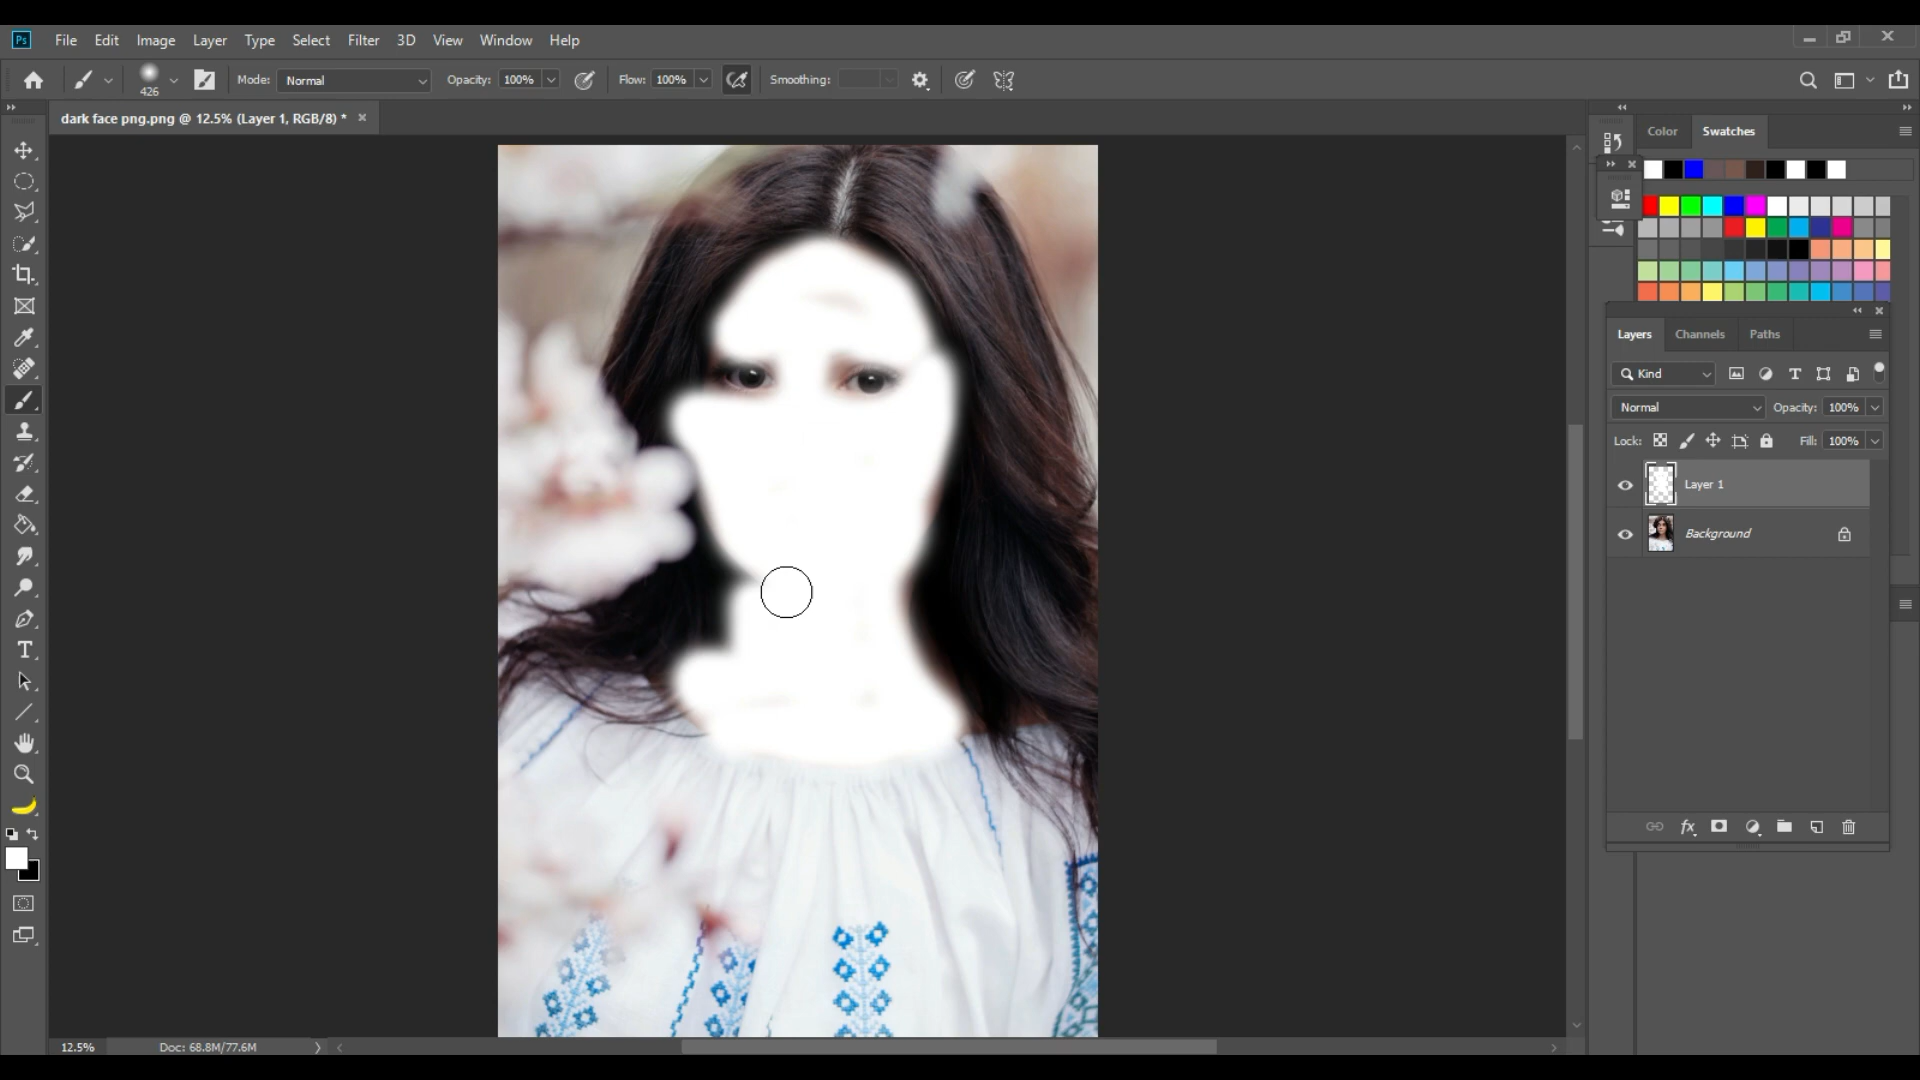 Ps File Edit Image Layer Type Select Filter 3D View Window Help
426 Mode: Normal Opacity: 100% Flow: 100% Smoothing:
dark face png.png @ 12.5% (Layer 1, RGB/8) *
Color Swatches
Layers Channels Paths
Kind
Normal Opacity: 100%
Lock: Fill: 100%
Layer 1
Background
fx
12.5% Doc: 68.8M/77.6M